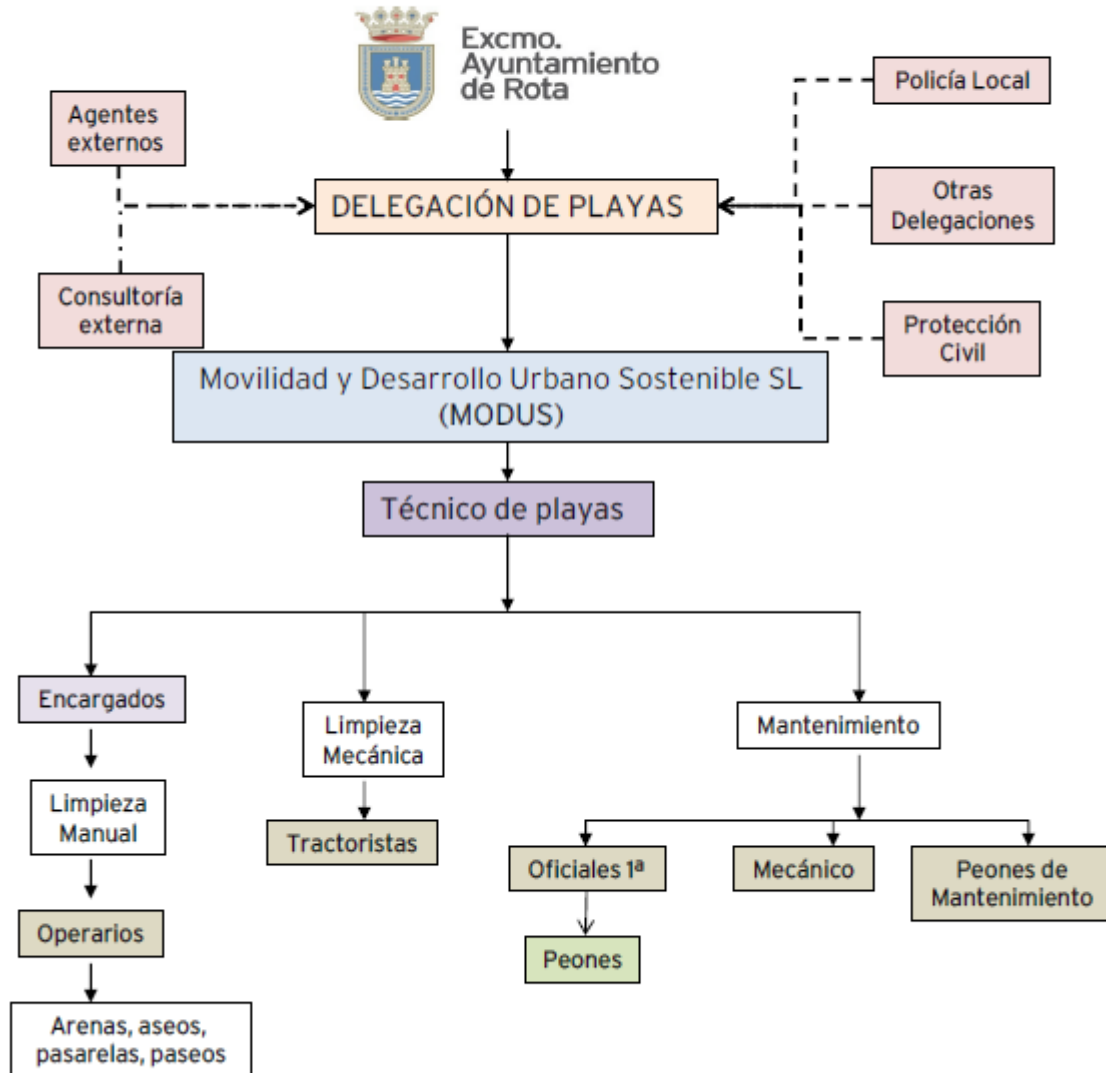 Excmo.
Ayuntamiento
de Rota
Agentes
externos
Policía Local
DELEGACIÓN DE PLAYAS
Otras
Delegaciones
Consultoría
externa
Protección
Civil
Movilidad y Desarrollo Urbano Sostenible SL
(MODUS)
Técnico de playas
Encargados
Limpieza
Mecánica
Mantenimiento
Limpieza
Manual
Tractoristas
Oficiales 1ª
Mecánico
Peones de
Mantenimiento
Operarios
Peones
Arenas, aseos,
pasarelas, paseos